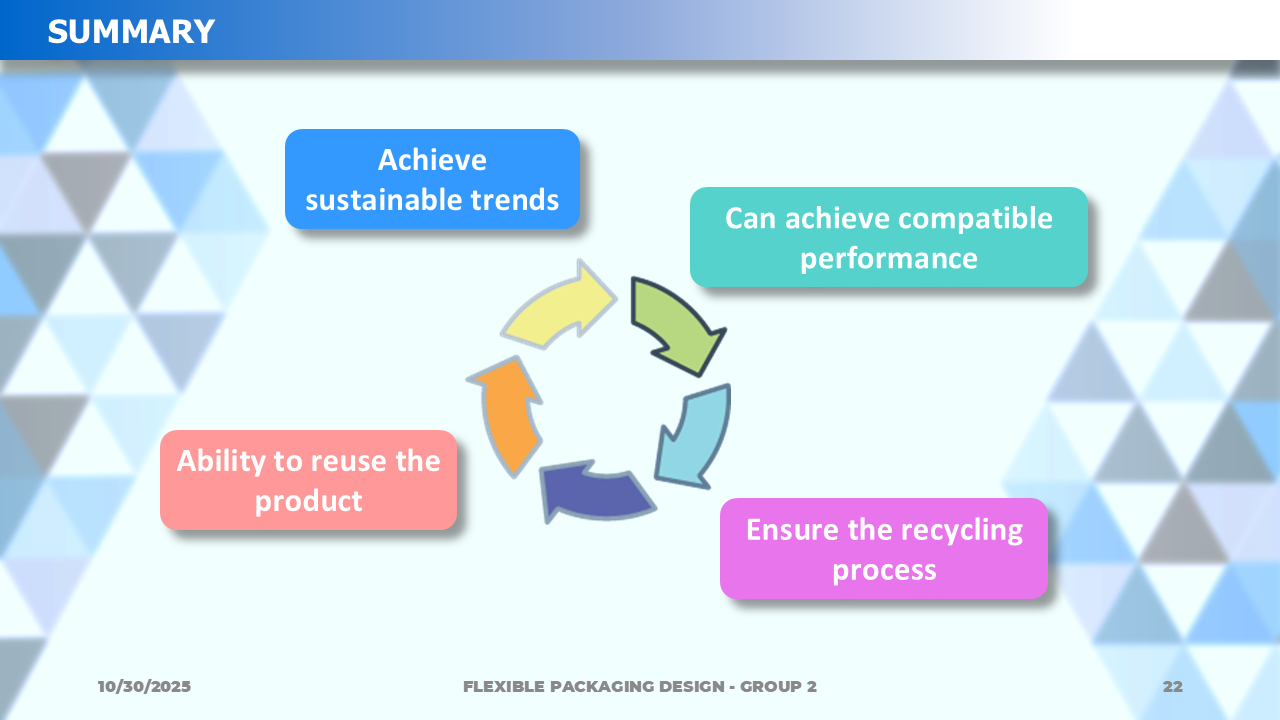 SUMMARY
Achieve
sustainable trends
Can achieve compatible
performance
Ability to reuse the
product
Ensure the recycling
process
10/30/2025
FLEXIBLE PACKAGING DESIGN - GROUP 2
22